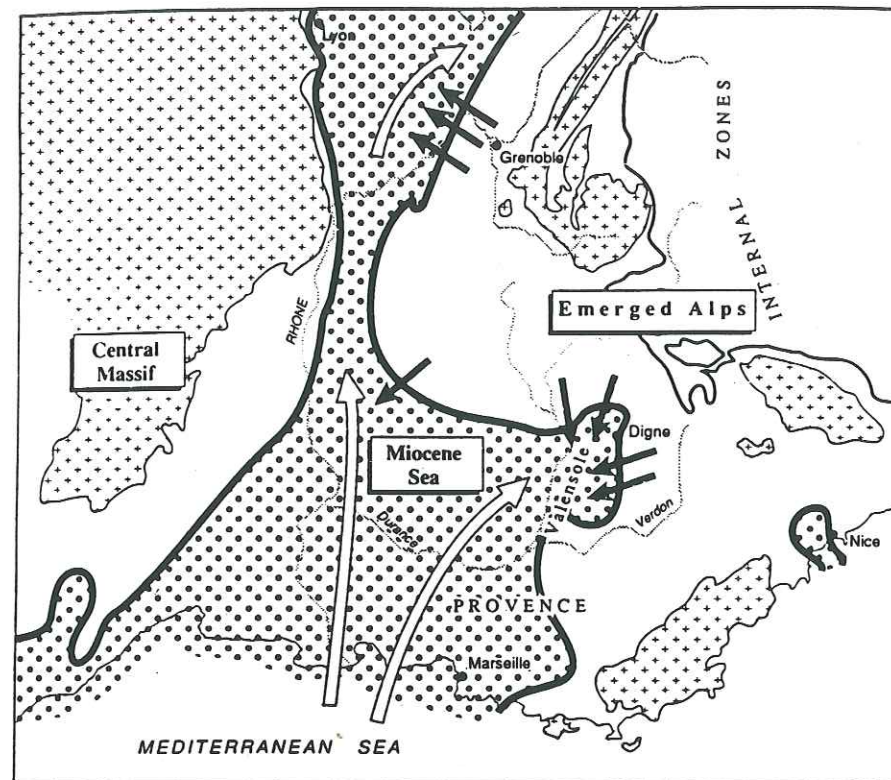 Lyon
ZONES
Grenoble
INTERNAL
Emerged Alps
RHONE
Central
Massif
Digne
Miocene
Sea
Valensole
Durance
Verdon
Nice
PROVENCE
Marseille
MEDITERRANEAN SEA